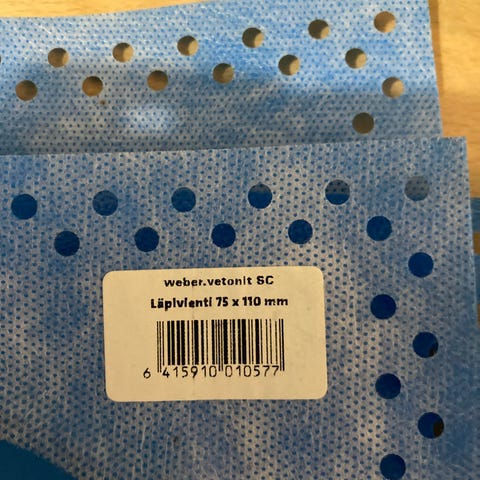 weber.vetonit SC
Läpivienti 75 x 110 mm
6 415910 010577